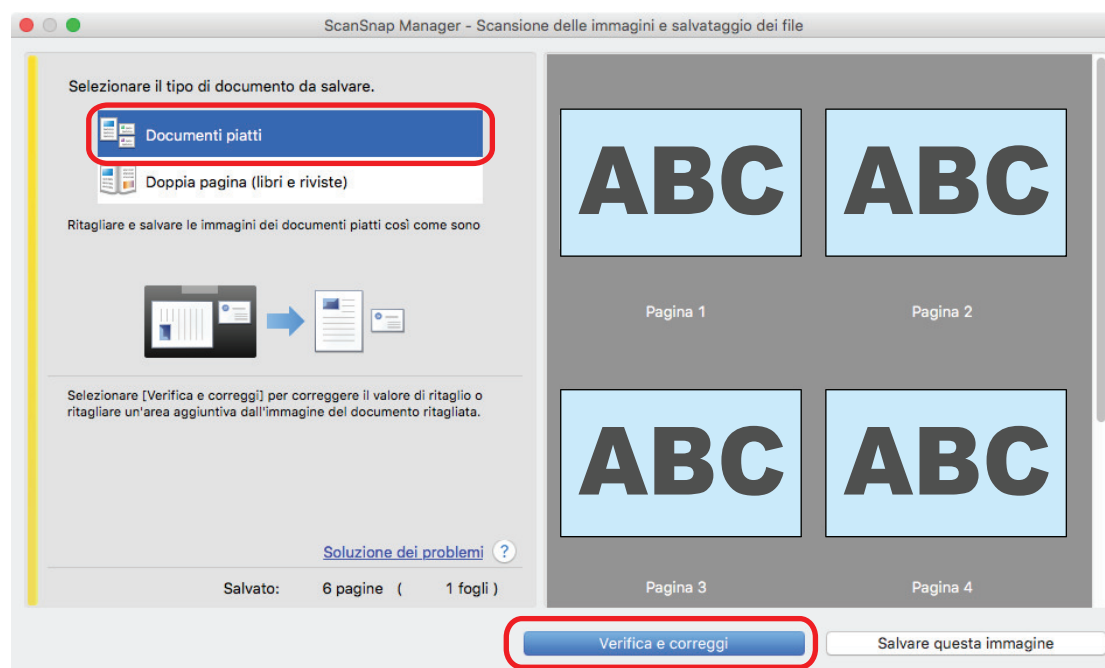 ScanSnap Manager - Scansione delle immagini e salvataggio dei file
Selezionare il tipo di documento da salvare.
Documenti piatti
Doppia pagina (libri e riviste)
Ritagliare e salvare le immagini dei documenti piatti così come sono
Selezionare [Verifica e correggi] per correggere il valore di ritaglio o
ritagliare un'area aggiuntiva dall'immagine del documento ritagliata.
Soluzione dei problemi ?
Salvato: 6 pagine ( 1 fogli )
ABC ABC
Pagina 1 Pagina 2
ABC ABC
Pagina 3 Pagina 4
Verifica e correggi Salvare questa immagine